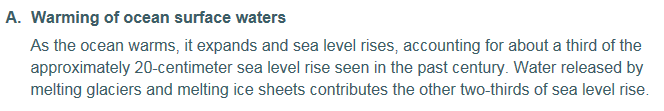 A. Warming of ocean surface waters
As the ocean warms, it expands and sea level rises, accounting for about a third of the
approximately 20-centimeter sea level rise seen in the past century. Water released by
melting glaciers and melting ice sheets contributes the other two-thirds of sea level rise.